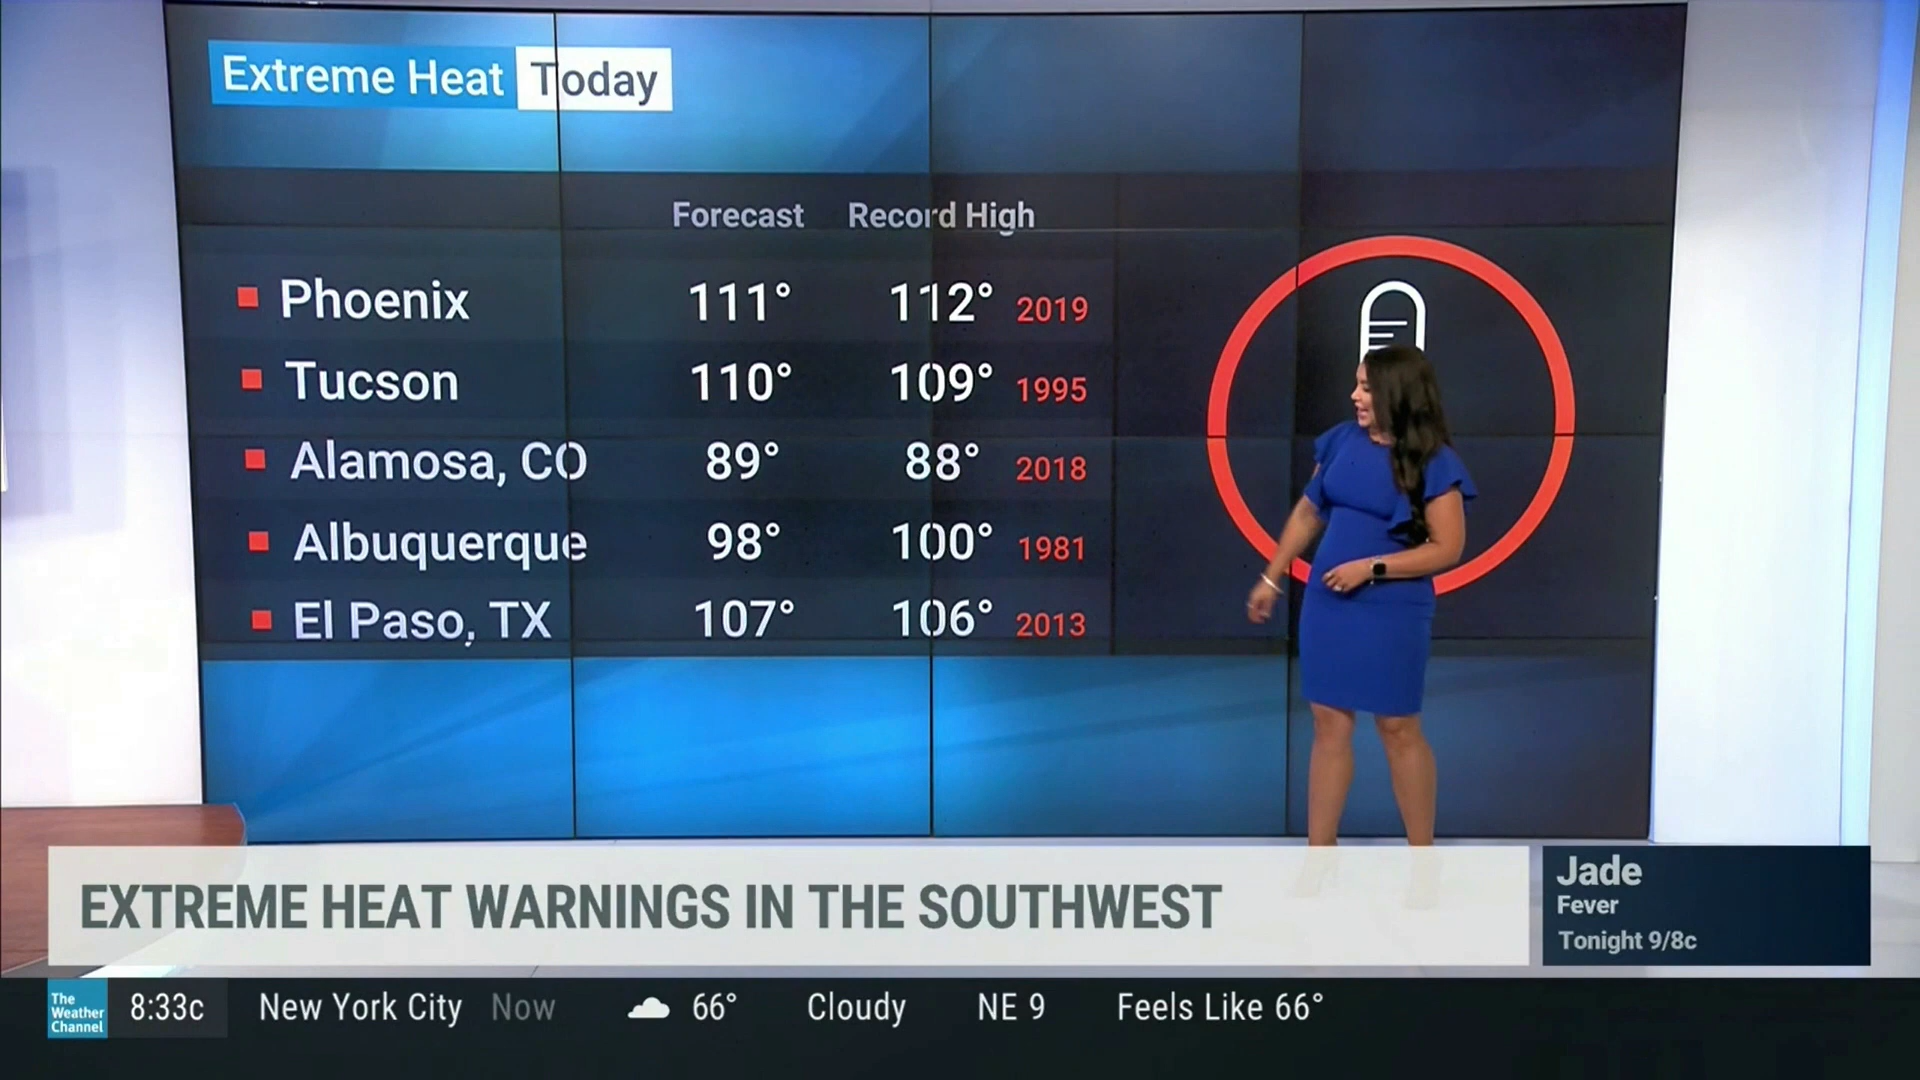 Extreme Heat Today
Forecast Record High
Phoenix 111° 112° 2019
Tucson 110° 109° 1995
Alamosa, CO 89° 88° 2018
Albuquerque 98° 100° 1981
El Paso, TX 107° 106° 2013
EXTREME HEAT WARNINGS IN THE SOUTHWEST
Jade
Fever
Tonight 9/8c
The
Weather
Channel
8:33c New York City Now 66° Cloudy NE 9 Feels Like 66°